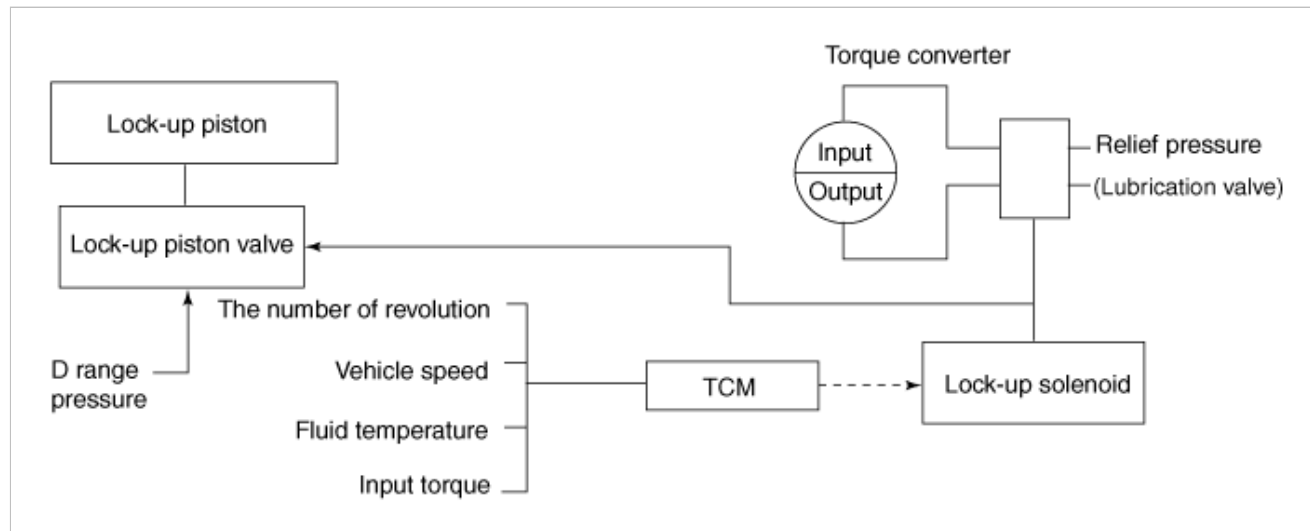 Torque converter
Lock-up piston
Input
Output
Relief pressure
(Lubrication valve)
Lock-up piston valve
The number of revolution
D range
pressure
Vehicle speed
TCM
Lock-up solenoid
Fluid temperature
Input torque